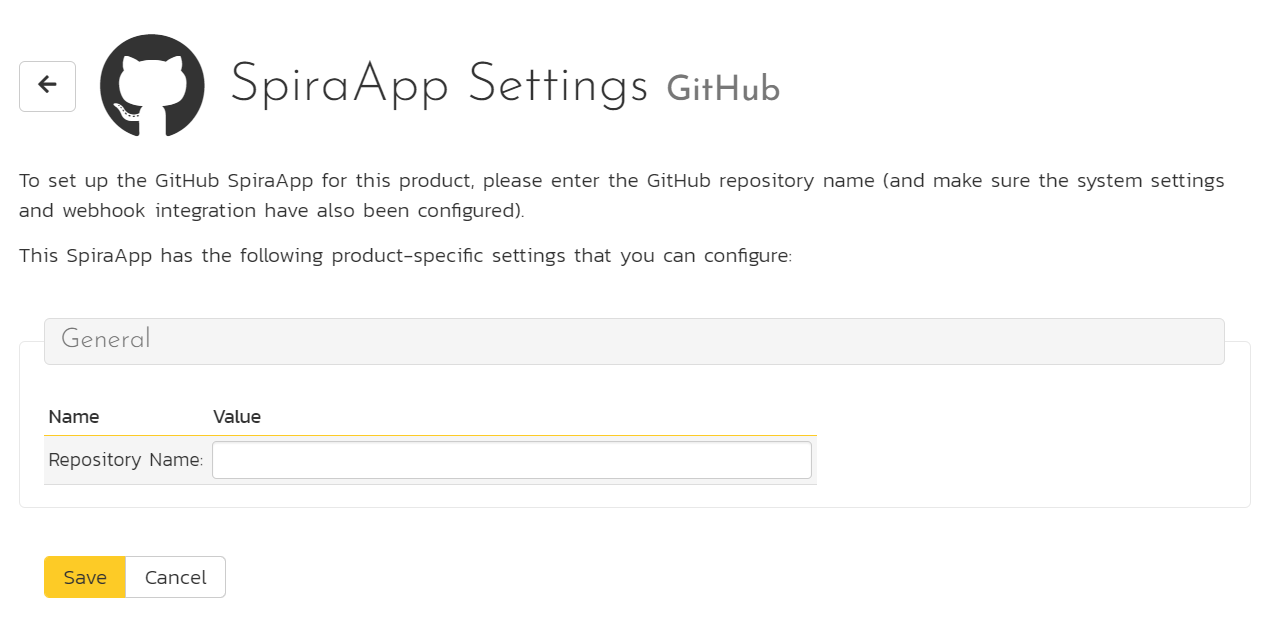 SpiraApp Settings GitHub
To set up the GitHub SpiraApp for this product, please enter the GitHub repository name (and make sure the system settings
and webhook integration have also been configured).
This SpiraApp has the following product-specific settings that you can configure:
General
Name Value
Repository Name:
Save Cancel